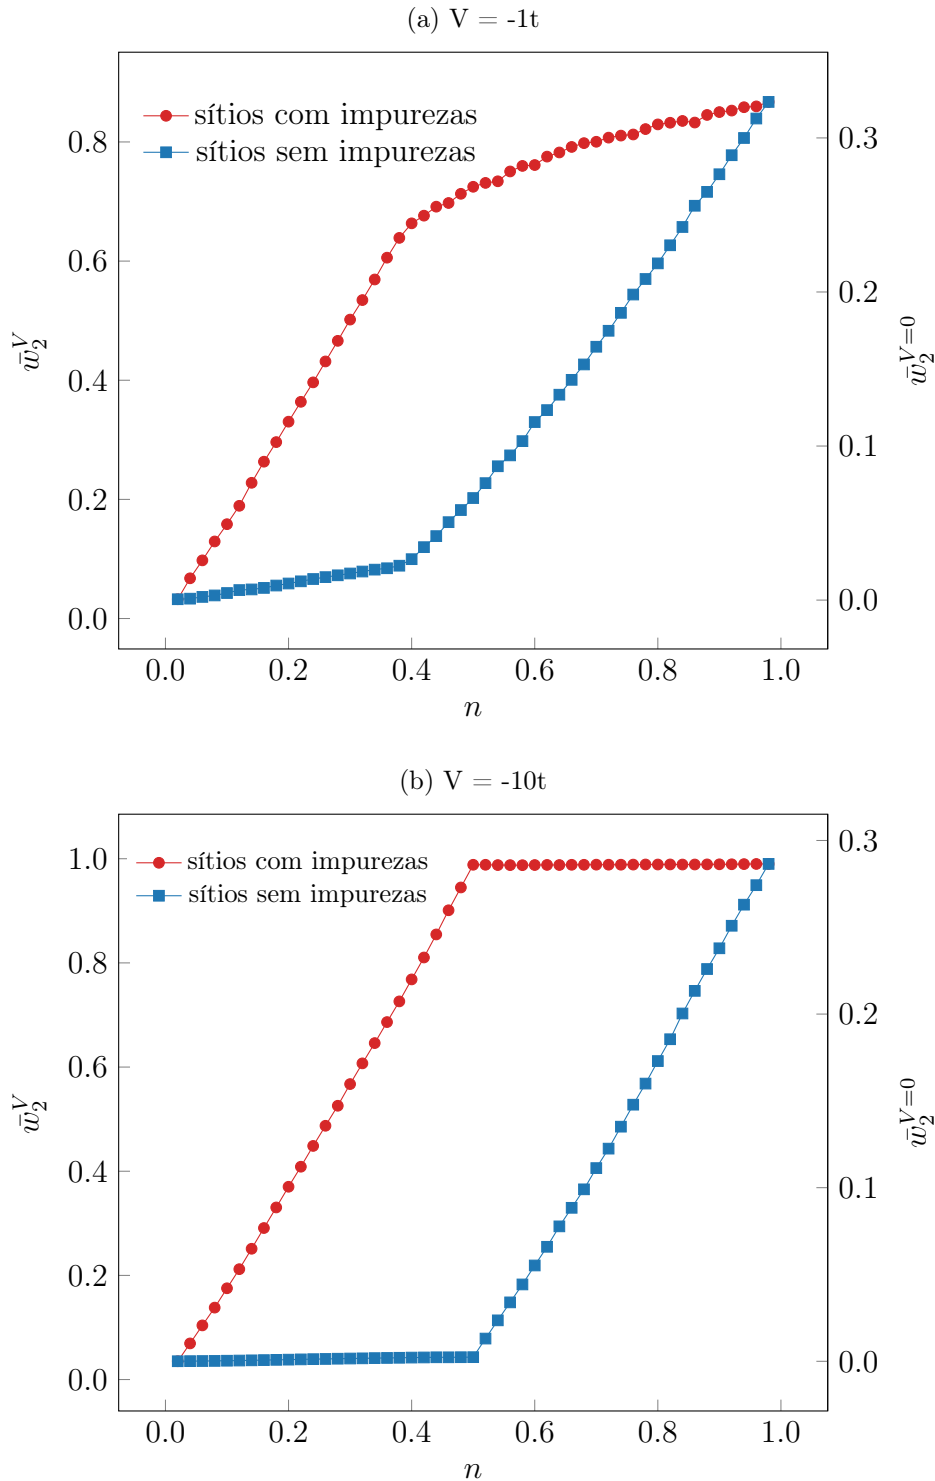 (a) V = -1t
sítios com impurezas
sítios sem impurezas
0.8
0.6
0.4
0.2
0.0
0.3
0.2
0.1
0.0
w̄₂^V
w̄₂^{V=0}
0.0 0.2 0.4 0.6 0.8 1.0
n
(b) V = -10t
sítios com impurezas
sítios sem impurezas
1.0
0.8
0.6
0.4
0.2
0.0
0.3
0.2
0.1
0.0
w̄₂^V
w̄₂^{V=0}
0.0 0.2 0.4 0.6 0.8 1.0
n